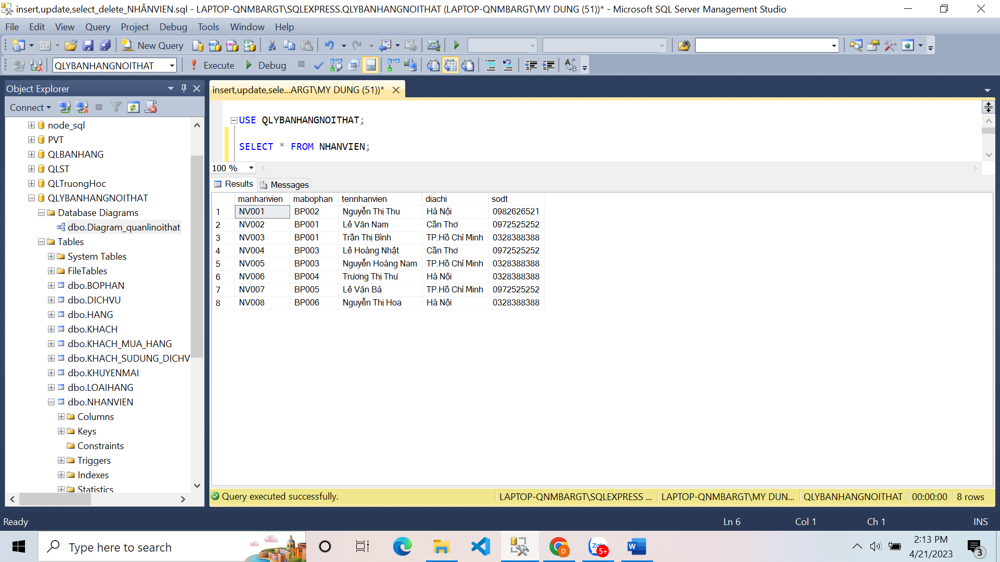 insert,update,select_delete_NHÂNVIEN.sql - LAPTOP-QNMBARGT\SQLEXPRESS.QLYBANHANGNOITHAT (LAPTOP-QNMBARGT\MY DUNG (51))* - Microsoft SQL Server Management Studio
File Edit View Query Project Debug Tools Window Help
New Query
QLYBANHANGNOITHAT Execute Debug
Object Explorer
Connect
node_sql
PVT
QLBANHANG
QLST
QLTruongHoc
QLYBANHANGNOITHAT
Database Diagrams
dbo.Diagram_quanlinoithat
Tables
System Tables
FileTables
dbo.BOPHAN
dbo.DICHVU
dbo.HANG
dbo.KHACH
dbo.KHACH_MUA_HANG
dbo.KHACH_SUDUNG_DICHV
dbo.KHUYENMAI
dbo.LOAIHANG
dbo.NHANVIEN
Columns
Keys
Constraints
Triggers
Indexes
Statistics
insert,update,sele...ARGT\MY DUNG (51))*
USE QLYBANHANGNOITHAT;
SELECT * FROM NHANVIEN;
100 %
Results Messages
manhanvien mabophan tennhanvien diachi sodt
1 NV001 BP002 Nguyễn Thị Thu Hà Nội 0982626521
2 NV002 BP001 Lê Văn Nam Cần Thơ 0972525252
3 NV003 BP001 Trần Thị Bình TP.Hồ Chí Minh 0328388388
4 NV004 BP003 Lê Hoàng Nhật Cần Thơ 0972525252
5 NV005 BP003 Nguyễn Hoàng Nam TP.Hồ Chí Minh 0328388388
6 NV006 BP004 Trương Thị Thư Hà Nội 0328388388
7 NV007 BP005 Lê Văn Bá TP.Hồ Chí Minh 0972525252
8 NV008 BP006 Nguyễn Thị Hoa Hà Nội 0328388388
Query executed successfully. LAPTOP-QNMBARGT\SQLEXPRESS ... LAPTOP-QNMBARGT\MY DUN... QLYBANHANGNOITHAT 00:00:00 8 rows
Ready Ln 6 Col 1 Ch 1 INS
Type here to search
D
Zalo
5+
W
2:13 PM
4/21/2023
3